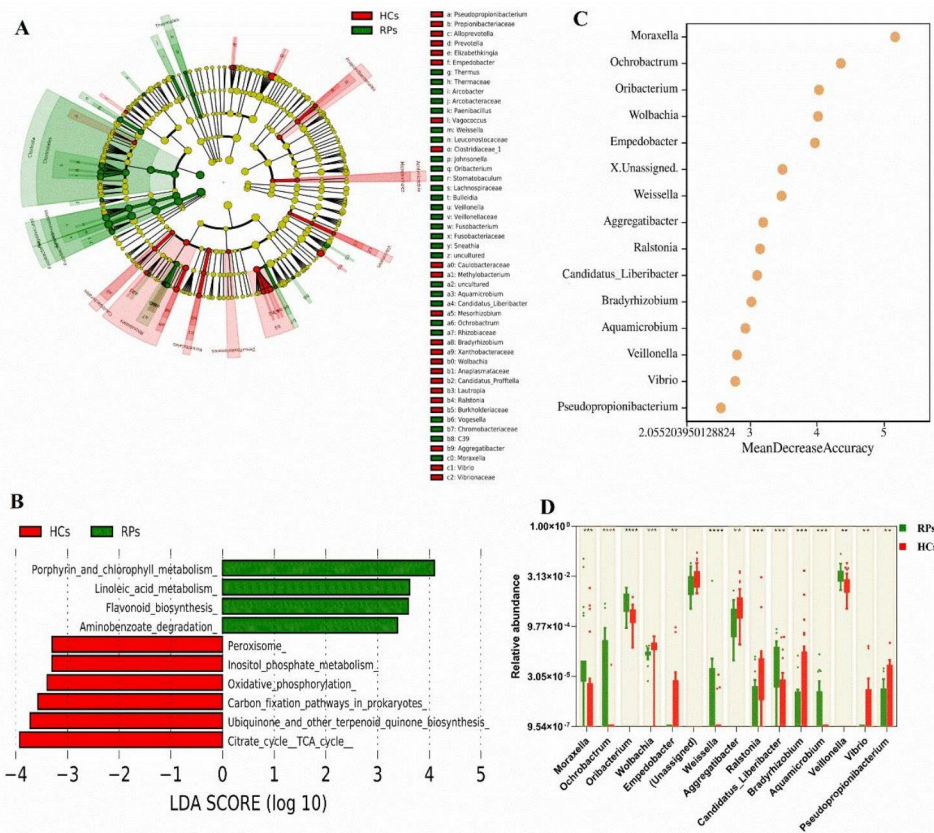 A
HCs
RPs
a: Pseudopropionibacterium
b: Propionibacteriaceae
c: Alloprevotella
d: Prevotella
e: Elizabethkingia
f: Empedobacter
g: Thermus
h: Thermaceae
i: Arcobacter
j: Arcobacteraceae
k: Paenibacillus
l: Vagococcus
m: Weissella
n: Leuconostocaceae
o: Clostridiaceae_1
p: Johnsonella
q: Oribacterium
r: Stomatobaculum
s: Lachnospiraceae
t: Bulleidia
u: Veillonella
v: Veillonellaceae
w: Fusobacterium
x: Fusobacteriaceae
y: Sneathia
z: uncultured
a0: Caulobacteraceae
a1: Methylobacterium
a2: uncultured
a3: Aquamicrobium
a4: Candidatus_Liberibacter
a5: Mesorhizobium
a6: Ochrobactrum
a7: Rhizobiaceae
a8: Bradyrhizobium
a9: Xanthobacteraceae
b0: Wolbachia
b1: Anaplasmataceae
b2: Candidatus_Profftella
b3: Lautropia
b4: Ralstonia
b5: Burkholderiaceae
b6: Vogesella
b7: Chromobacteriaceae
b8: C39
b9: Aggregatibacter
c0: Moraxella
c1: Vibrio
c2: Vibrionaceae
C
Moraxella
Ochrobactrum
Oribacterium
Wolbachia
Empedobacter
X.Unassigned.
Weissella
Aggregatibacter
Ralstonia
Candidatus_Liberibacter
Bradyrhizobium
Aquamicrobium
Veillonella
Vibrio
Pseudopropionibacterium
2.055203950128824 3 4 5
MeanDecreaseAccuracy
B
HCs RPs
Porphyrin_and_chlorophyll_metabolism_
Linoleic_acid_metabolism_
Flavonoid_biosynthesis_
Aminobenzoate_degradation_
Peroxisome_
Inositol_phosphate_metabolism_
Oxidative_phosphorylation_
Carbon_fixation_pathways_in_prokaryotes_
Ubiquinone_and_other_terpenoid_quinone_biosynthesis_
Citrate_cycle__TCA_cycle__
−4 −3 −2 −1 0 1 2 3 4 5
LDA SCORE (log 10)
D
RPs
HCs
1.00×10⁰
3.13×10⁻²
9.77×10⁻⁴
3.05×10⁻⁵
9.54×10⁻⁷
Relative abundance
Moraxella
Ochrobactrum
Oribacterium
Wolbachia
Empedobacter
(Unassigned)
Weissella
Aggregatibacter
Ralstonia
Candidatus_Liberibacter
Bradyrhizobium
Aquamicrobium
Veillonella
Vibrio
Pseudopropionibacterium